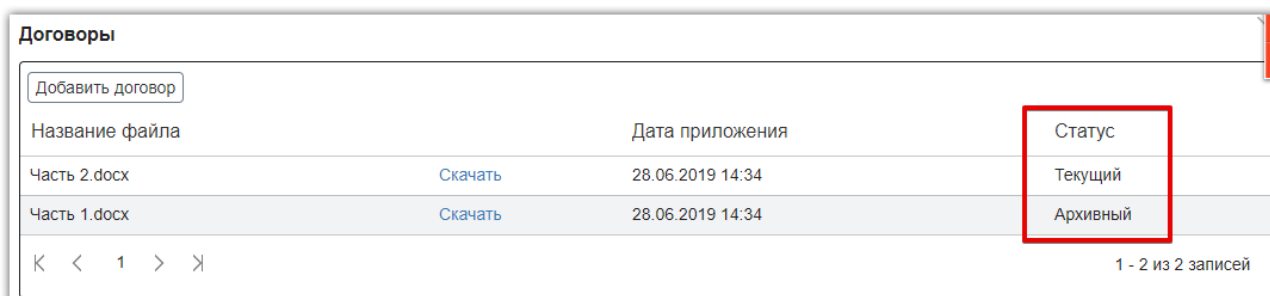 Договоры
Добавить договор
Название файла Дата приложения Статус
Часть 2.docx Скачать 28.06.2019 14:34 Текущий
Часть 1.docx Скачать 28.06.2019 14:34 Архивный
1
1 - 2 из 2 записей